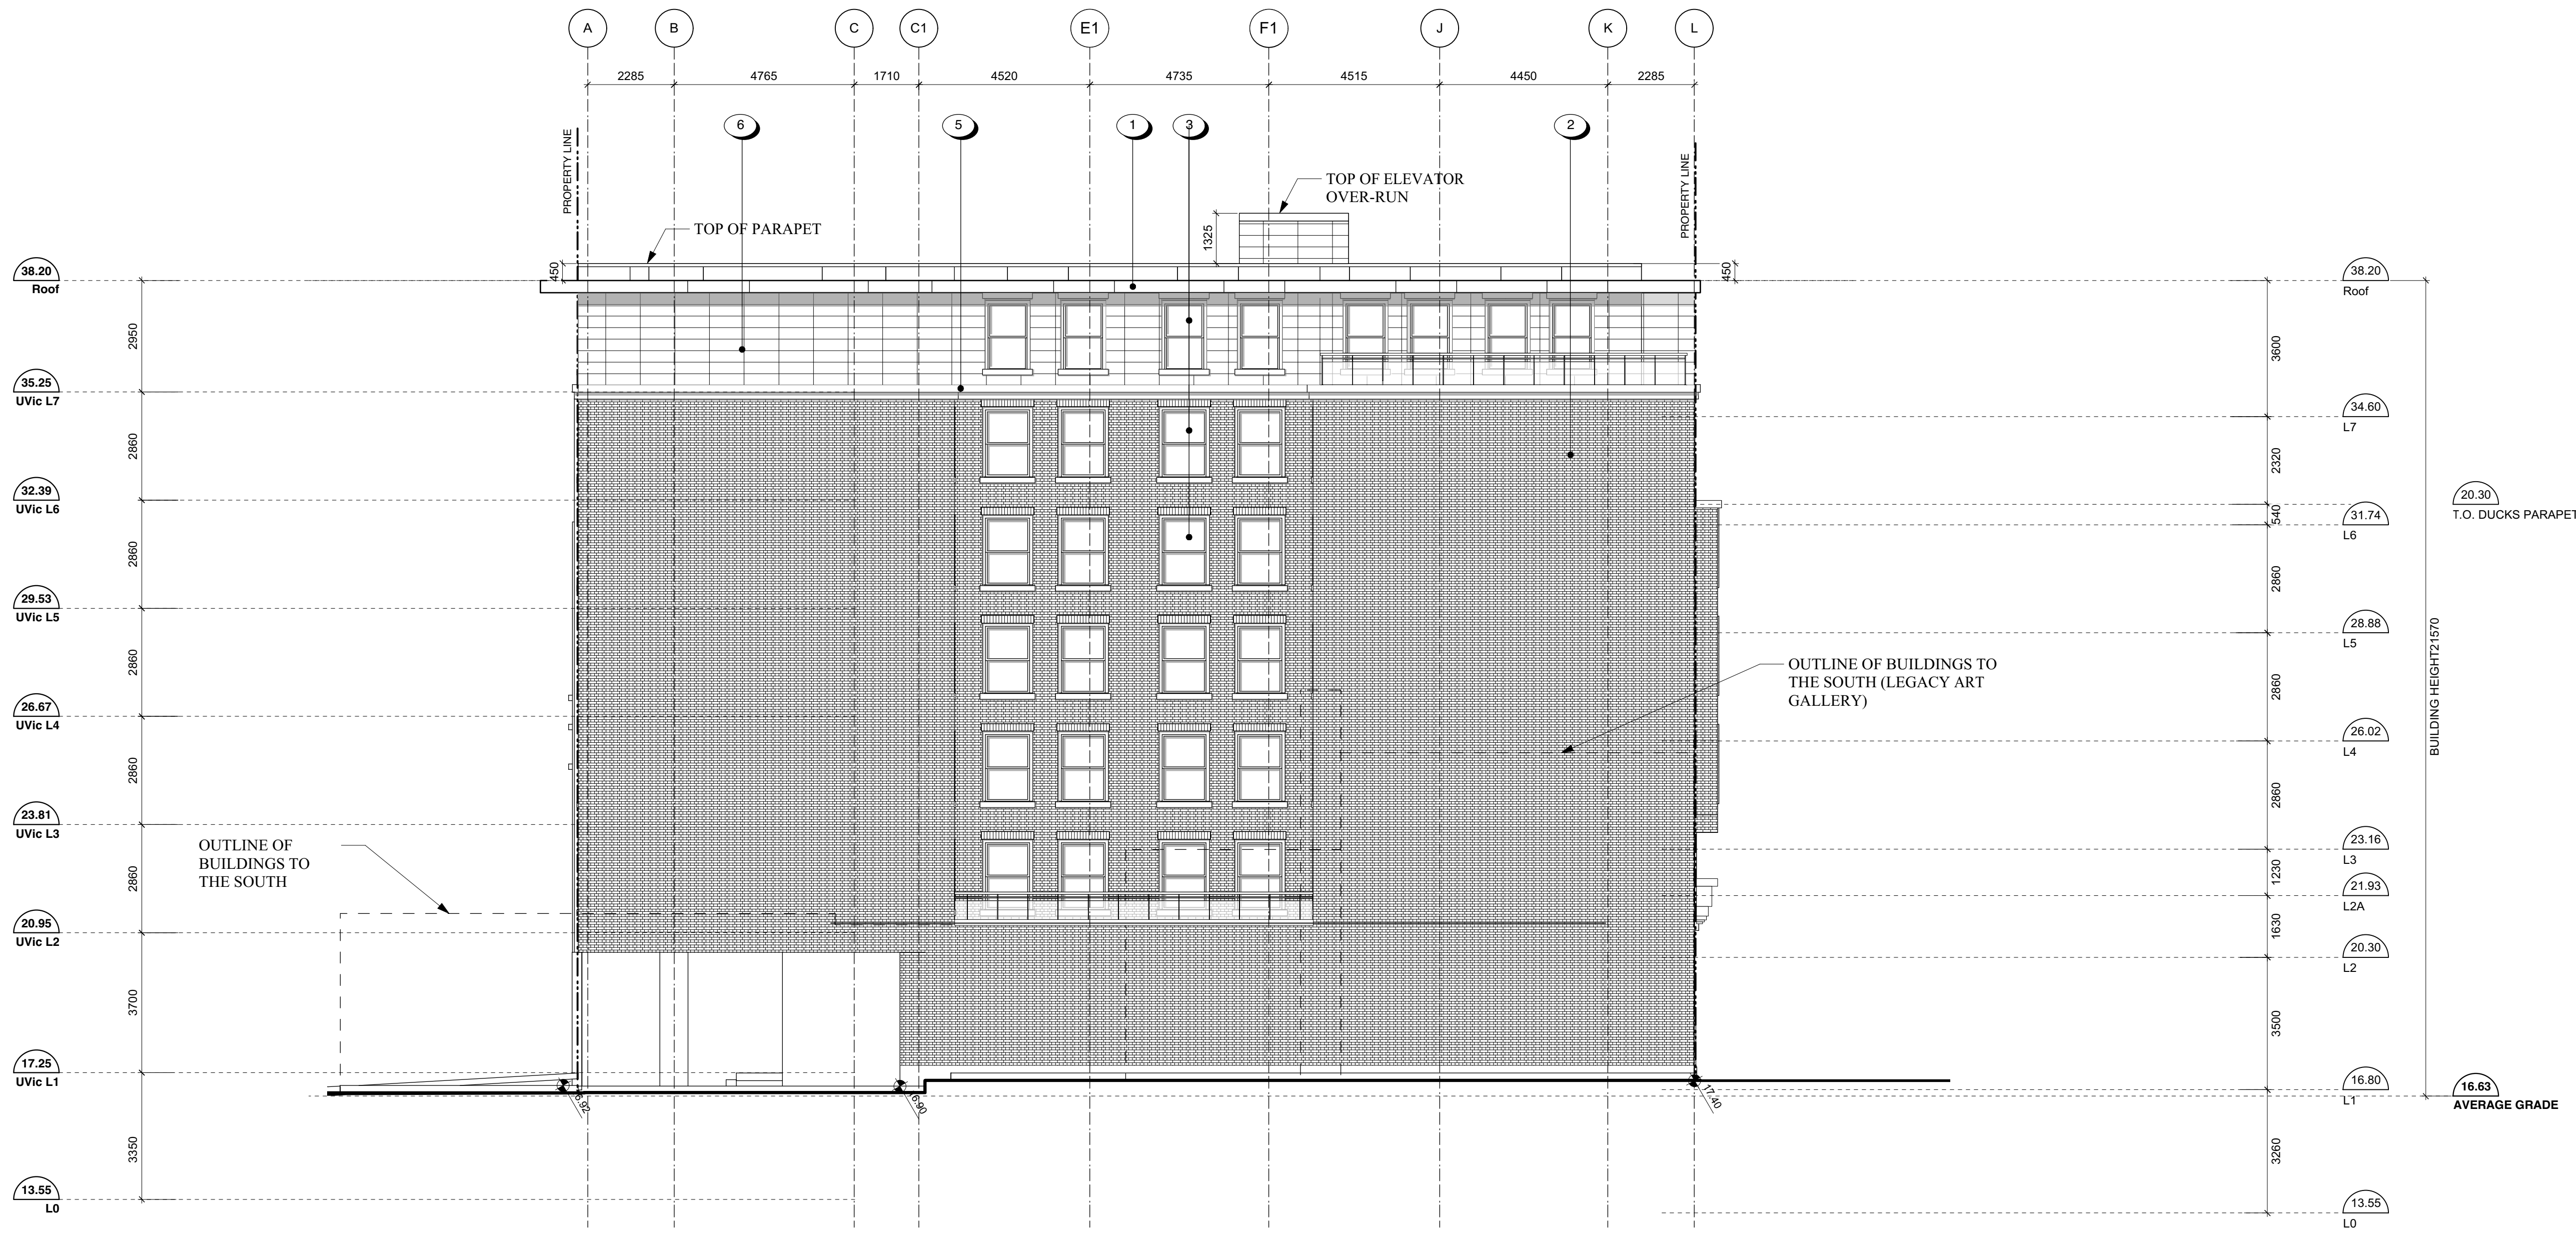 A B C C1 E1 F1 J K L
2285 4765 1710 4520 4735 4515 4450 2285
6 5 1 3 2
PROPERTY LINE
PROPERTY LINE
TOP OF ELEVATOR
OVER-RUN
TOP OF PARAPET
1325
450
450
38.20
Roof
2950
35.25
UVic L7
2860
32.39
UVic L6
2860
29.53
UVic L5
2860
26.67
UVic L4
2860
23.81
UVic L3
2860
20.95
UVic L2
3700
17.25
UVic L1
3350
13.55
L0
OUTLINE OF
BUILDINGS TO
THE SOUTH
OUTLINE OF BUILDINGS TO
THE SOUTH (LEGACY ART
GALLERY)
16.92
16.90
17.40
38.20
Roof
3600
34.60
L7
2320
540
31.74
L6
2860
28.88
L5
2860
26.02
L4
2860
23.16
L3
1230
21.93
L2A
1630
20.30
L2
3500
16.80
L1
3260
13.55
L0
BUILDING HEIGHT21570
20.30
T.O. DUCKS PARAPET
16.63
AVERAGE GRADE